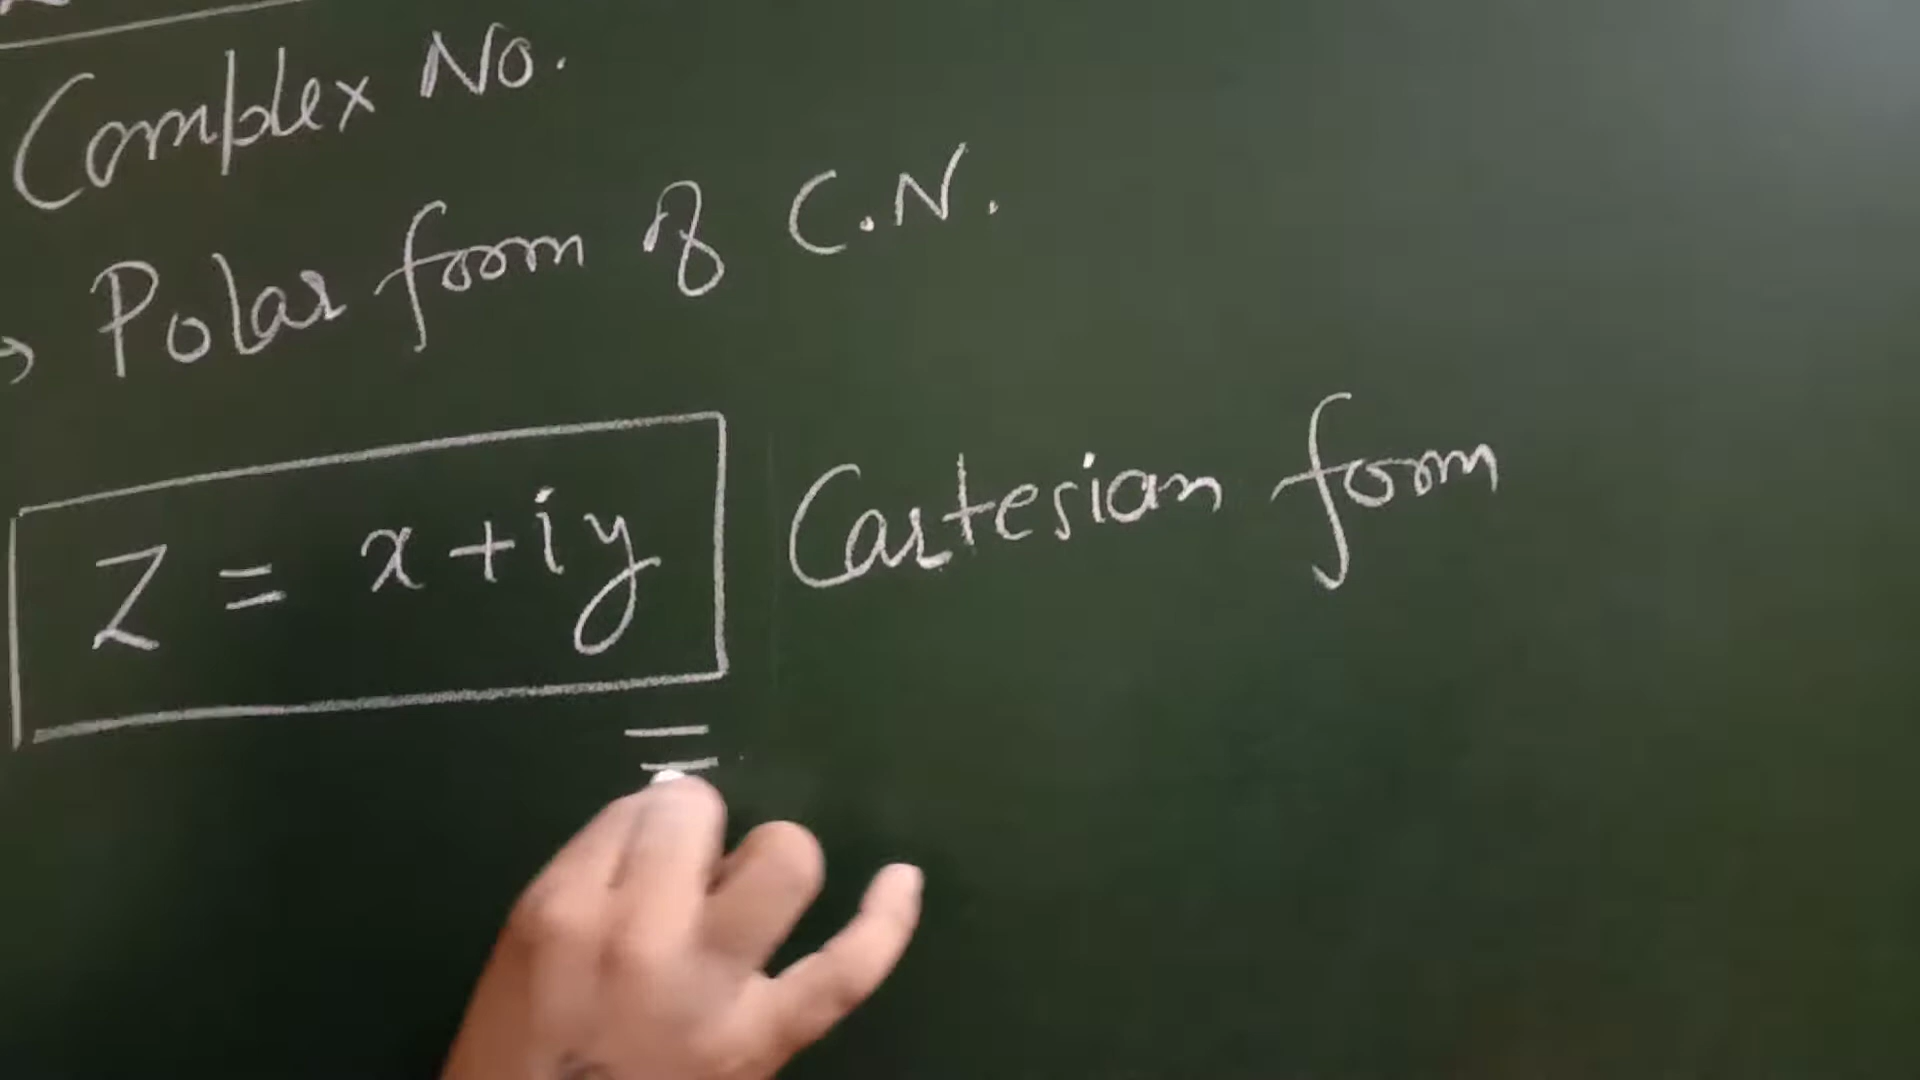 Complex No.
→ Polar form of C.N.
Z = x + iy Cartesian form
=